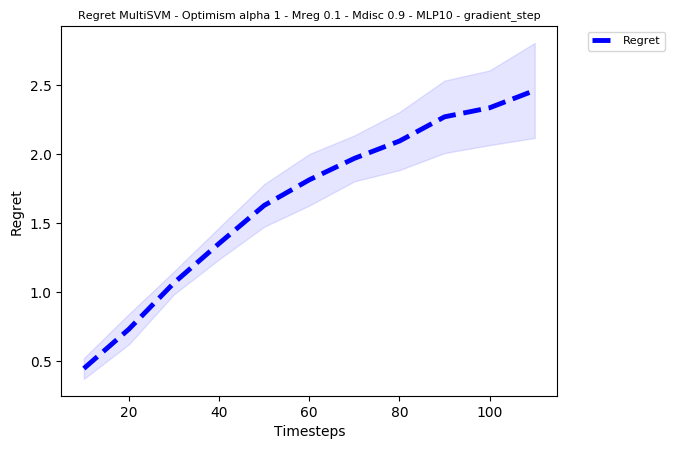 Regret MultiSVM - Optimism alpha 1 - Mreg 0.1 - Mdisc 0.9 - MLP10 - gradient_step
Regret
2.5
2.0
1.5
1.0
0.5
Regret
20 40 60 80 100
Timesteps